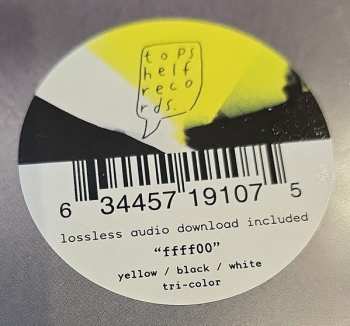 tops
helf
reco
rds.
6 34457 19107 5
lossless audio download included
“ffff00”
yellow / black / white
tri-color